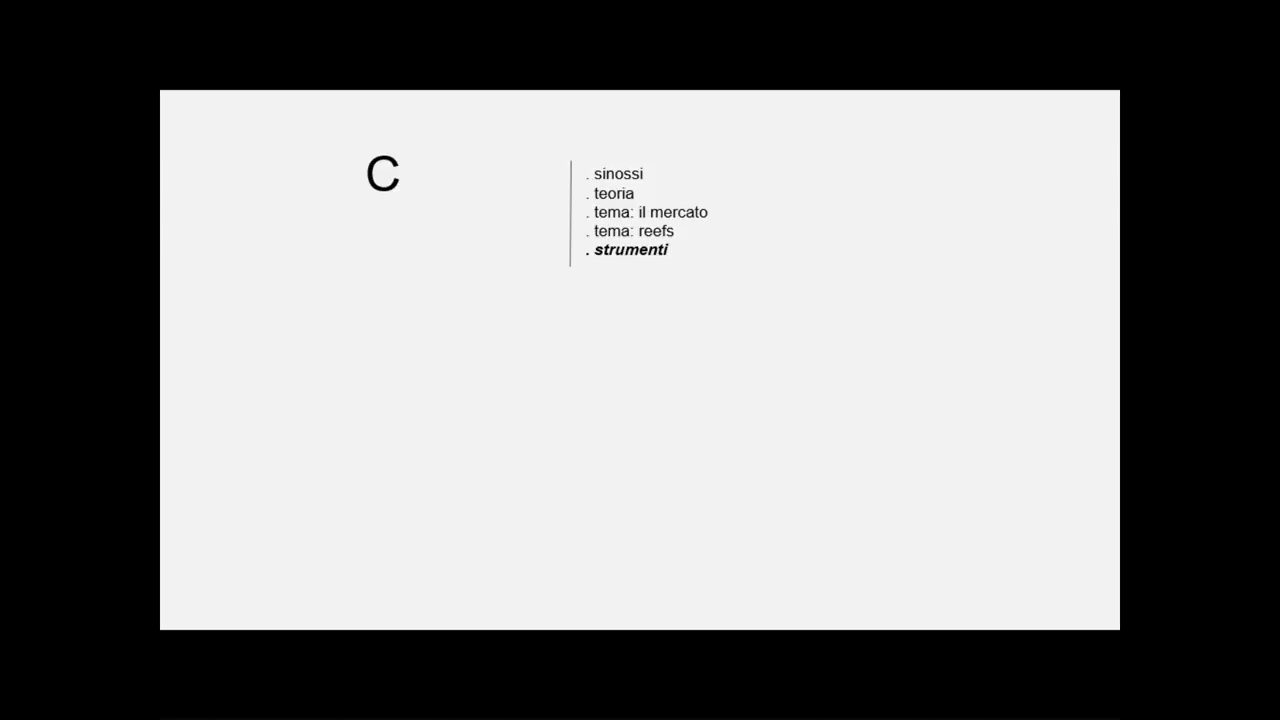 C
. sinossi
. teoria
. tema: il mercato
. tema: reefs
. strumenti